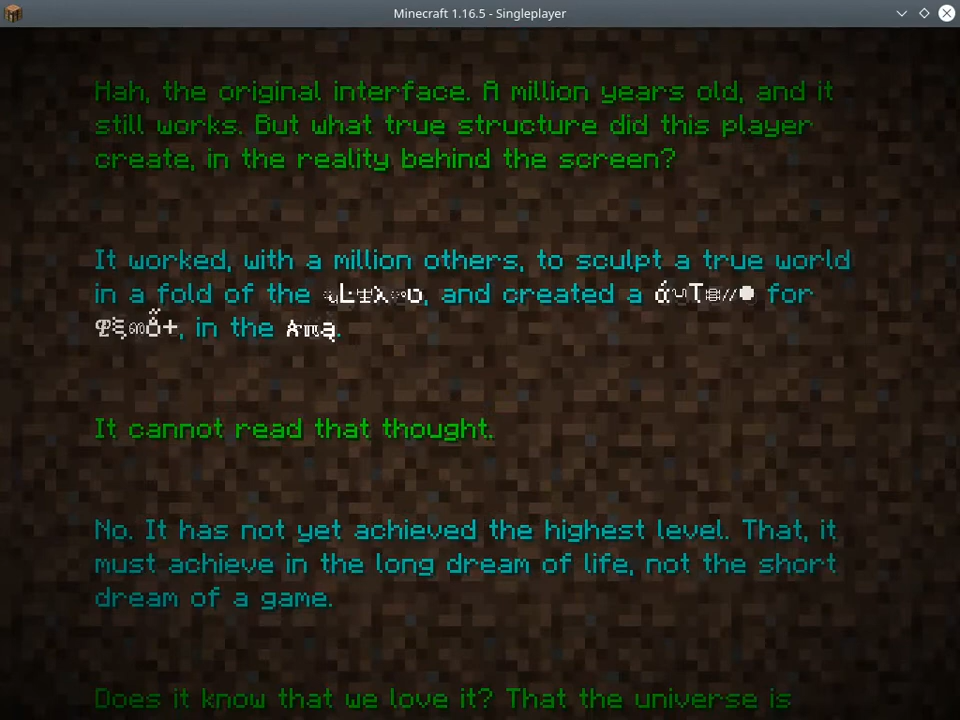 Minecraft 1.16.5 - Singleplayer
Hah, the original interface. A million years old, and it
still works. But what true structure did this player
create, in the reality behind the screen?
It worked, with a million others, to sculpt a true world
in a fold of the , and created a for
, in the .
It cannot read that thought.
No. It has not yet achieved the highest level. That, it
must achieve in the long dream of life, not the short
dream of a game.
Does it know that we love it? That the universe is